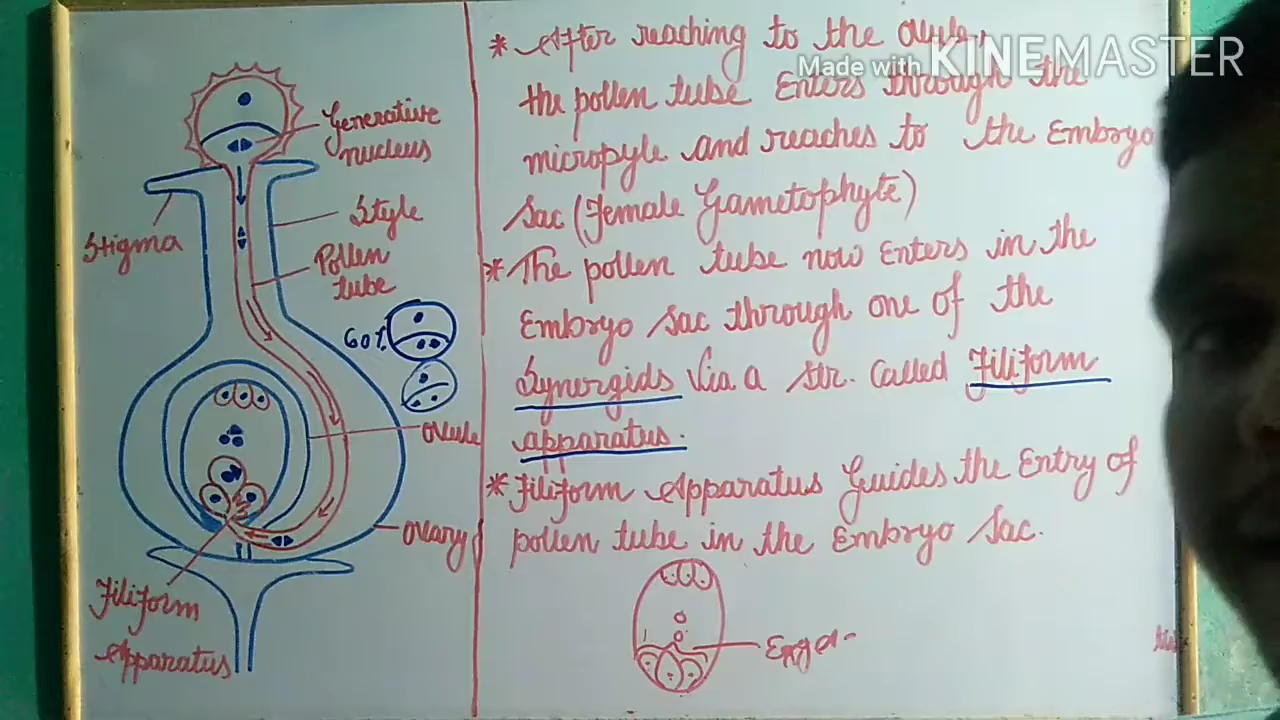 Generative
nucleus
Style
Stigma
Pollen
tube
60%
Ovule
Ovary
Filiform
Apparatus
* After reaching to the Ovule,
Made with KINEMASTER
the pollen tube Enters through the
micropyle and reaches to the Embryo
Sac (Female Gametophyte)
* The pollen tube now Enters in the
Embryo Sac through one of the
Synergids via a str. called Filiform
apparatus.
* Filiform Apparatus Guides the Entry of
pollen tube in the Embryo Sac.